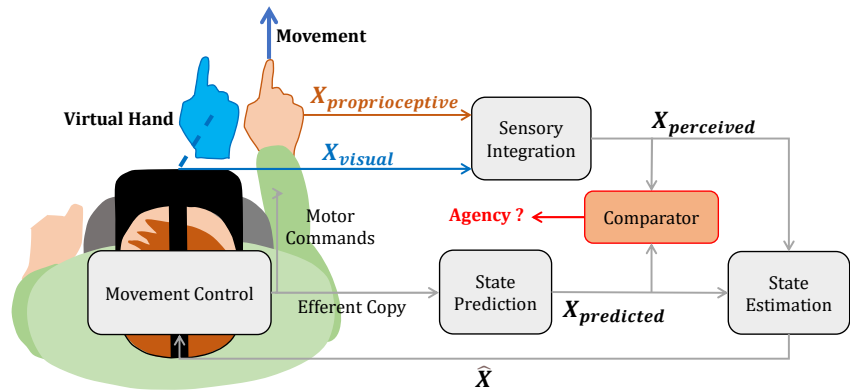 Movement
X_proprioceptive
Virtual Hand
X_visual
Sensory
Integration
X_perceived
Motor
Commands
Agency ?
Comparator
Movement Control
Efferent Copy
State
Prediction
X_predicted
State
Estimation
X̂